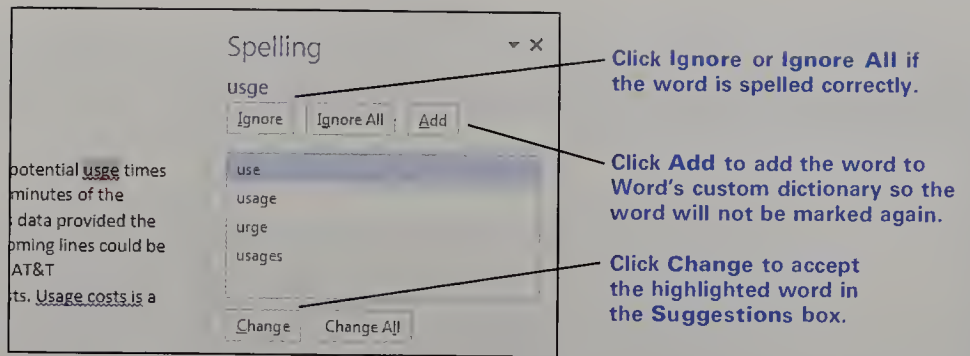 Spelling
usge
Ignore Ignore All Add
use
usage
urge
usages
Change Change All
potential usge times
minutes of the
data provided the
oming lines could be
AT&T
ts. Usage costs is a
Click Ignore or Ignore All if
the word is spelled correctly.
Click Add to add the word to
Word's custom dictionary so the
word will not be marked again.
Click Change to accept
the highlighted word in
the Suggestions box.